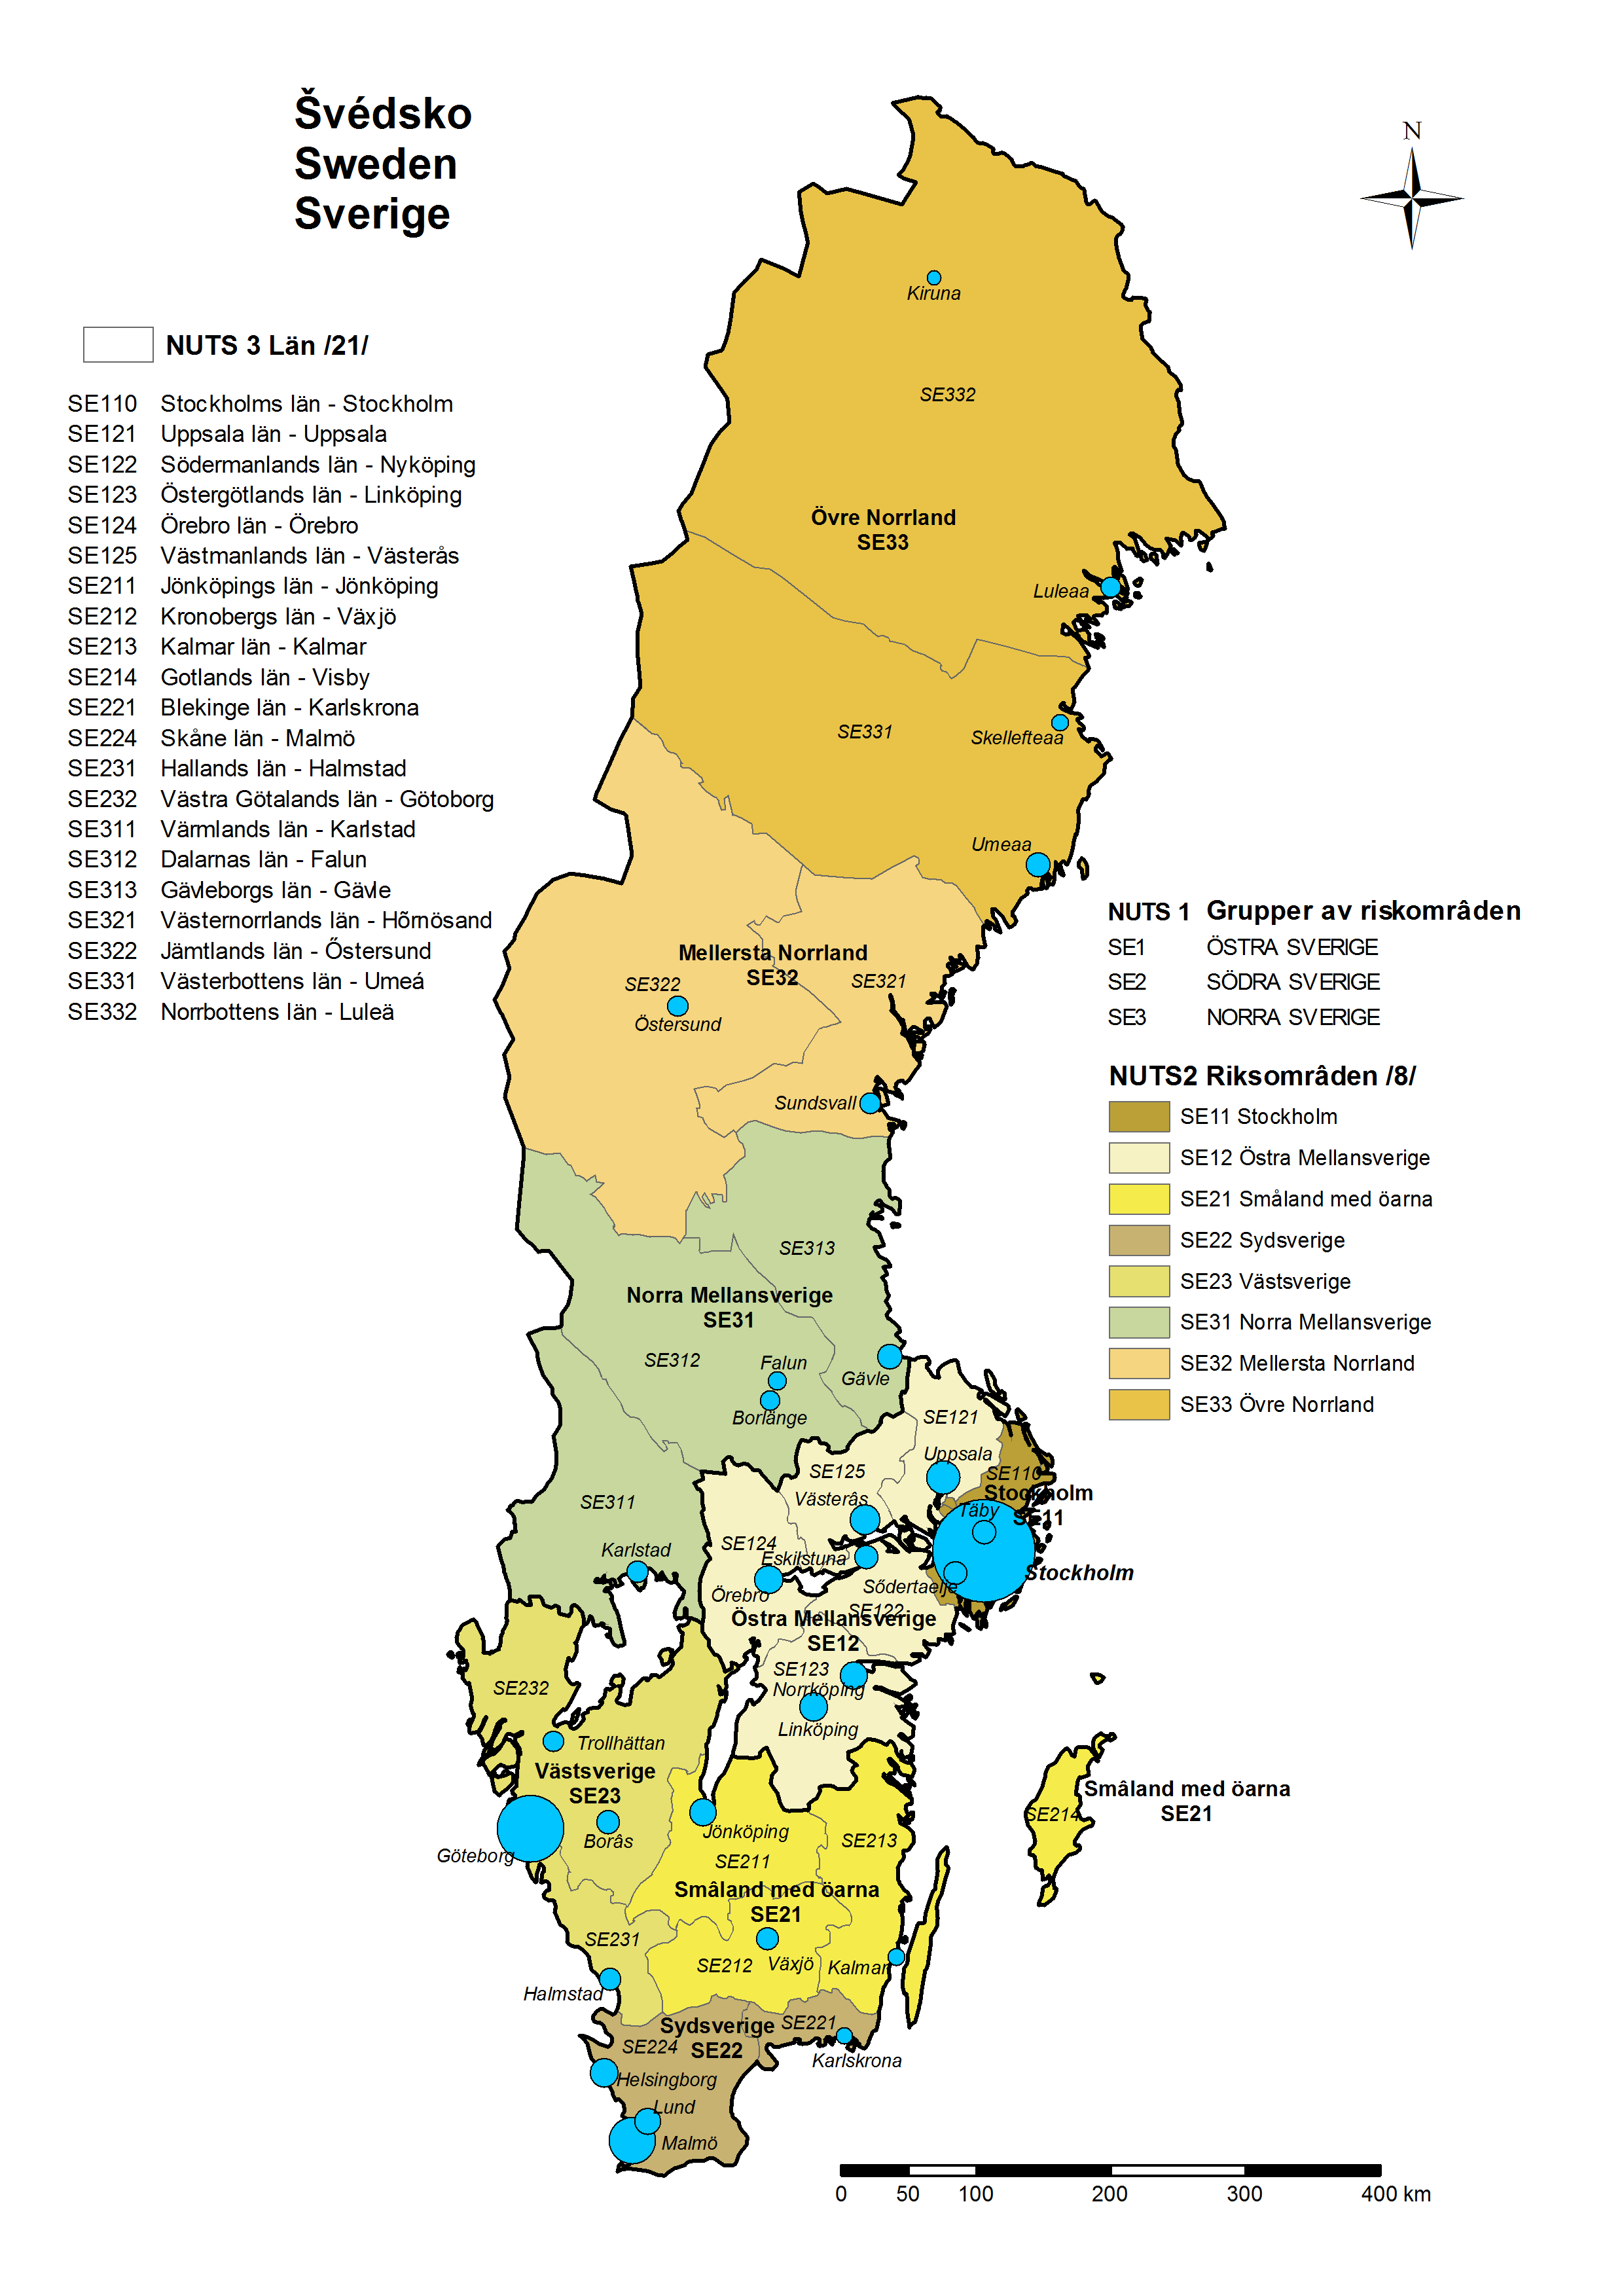 Švédsko
Sweden
Sverige
N
NUTS 3 Län /21/
SE110 Stockholms län - Stockholm
SE121 Uppsala län - Uppsala
SE122 Södermanlands län - Nyköping
SE123 Östergötlands län - Linköping
SE124 Örebro län - Örebro
SE125 Västmanlands län - Västerås
SE211 Jönköpings län - Jönköping
SE212 Kronobergs län - Växjö
SE213 Kalmar län - Kalmar
SE214 Gotlands län - Visby
SE221 Blekinge län - Karlskrona
SE224 Skåne län - Malmö
SE231 Hallands län - Halmstad
SE232 Västra Götalands län - Götoborg
SE311 Värmlands län - Karlstad
SE312 Dalarnas län - Falun
SE313 Gävleborgs län - Gävle
SE321 Västernorrlands län - Hõrnösand
SE322 Jämtlands län - Őstersund
SE331 Västerbottens län - Umeá
SE332 Norrbottens län - Luleä
Kiruna
SE332
Övre Norrland
SE33
Luleaa
SE331
Skellefteaa
Umeaa
Mellersta Norrland
SE32
SE322
SE321
Östersund
Sundsvall
NUTS 1 Grupper av riskområden
SE1 ÖSTRA SVERIGE
SE2 SÖDRA SVERIGE
SE3 NORRA SVERIGE
NUTS2 Riksomrâden /8/
SE11 Stockholm
SE12 Östra Mellansverige
SE21 Småland med öarna
SE22 Sydsverige
SE23 Västsverige
SE31 Norra Mellansverige
SE32 Mellersta Norrland
SE33 Övre Norrland
SE313
Norra Mellansverige
SE31
SE312
Falun
Borlänge
Gävle
SE311
Karlstad
SE121
Uppsala
SE125
Västerås
SE110
Stockholm
SE11
Täby
Stockholm
SE124
Eskilstuna
Örebro
Södertaelje
SE122
Östra Mellansverige
SE12
SE123
Norrköping
Linköping
SE232
Trollhättan
Västsverige
SE23
Göteborg
Borås
Jönköping
SE211
SE213
SE214
Småland med öarna
SE21
Småland med öarna
SE21
SE231
SE212
Växjö
Kalmar
Halmstad
Sydsverige
SE22
SE221
SE224
Karlskrona
Helsingborg
Lund
Malmö
0 50 100 200 300 400 km